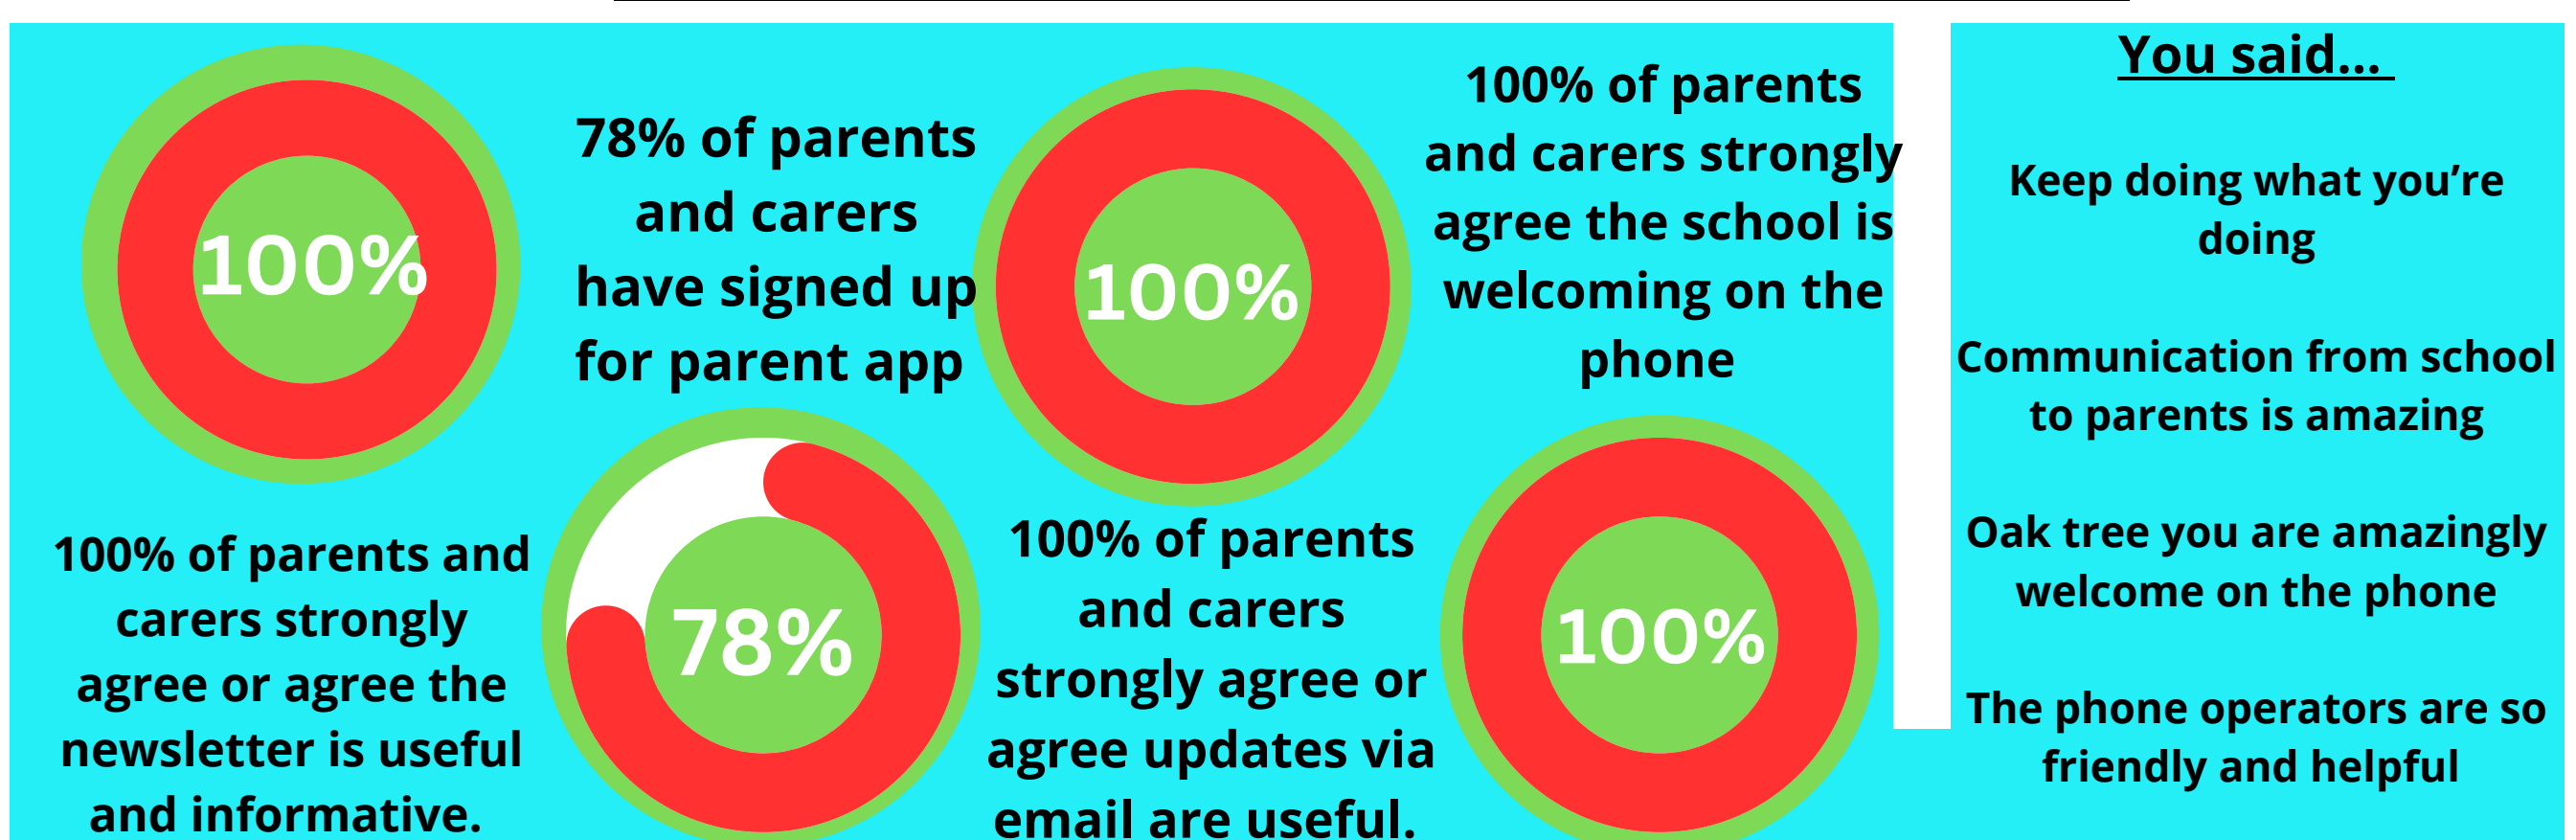 100%
100% of parents and
carers strongly
agree or agree the
newsletter is useful
and informative.
78% of parents
and carers
have signed up
for parent app
78%
100%
100% of parents
and carers
strongly agree or
agree updates via
email are useful.
100% of parents
and carers strongly
agree the school is
welcoming on the
phone
100%
You said...
Keep doing what you’re
doing
Communication from school
to parents is amazing
Oak tree you are amazingly
welcome on the phone
The phone operators are so
friendly and helpful